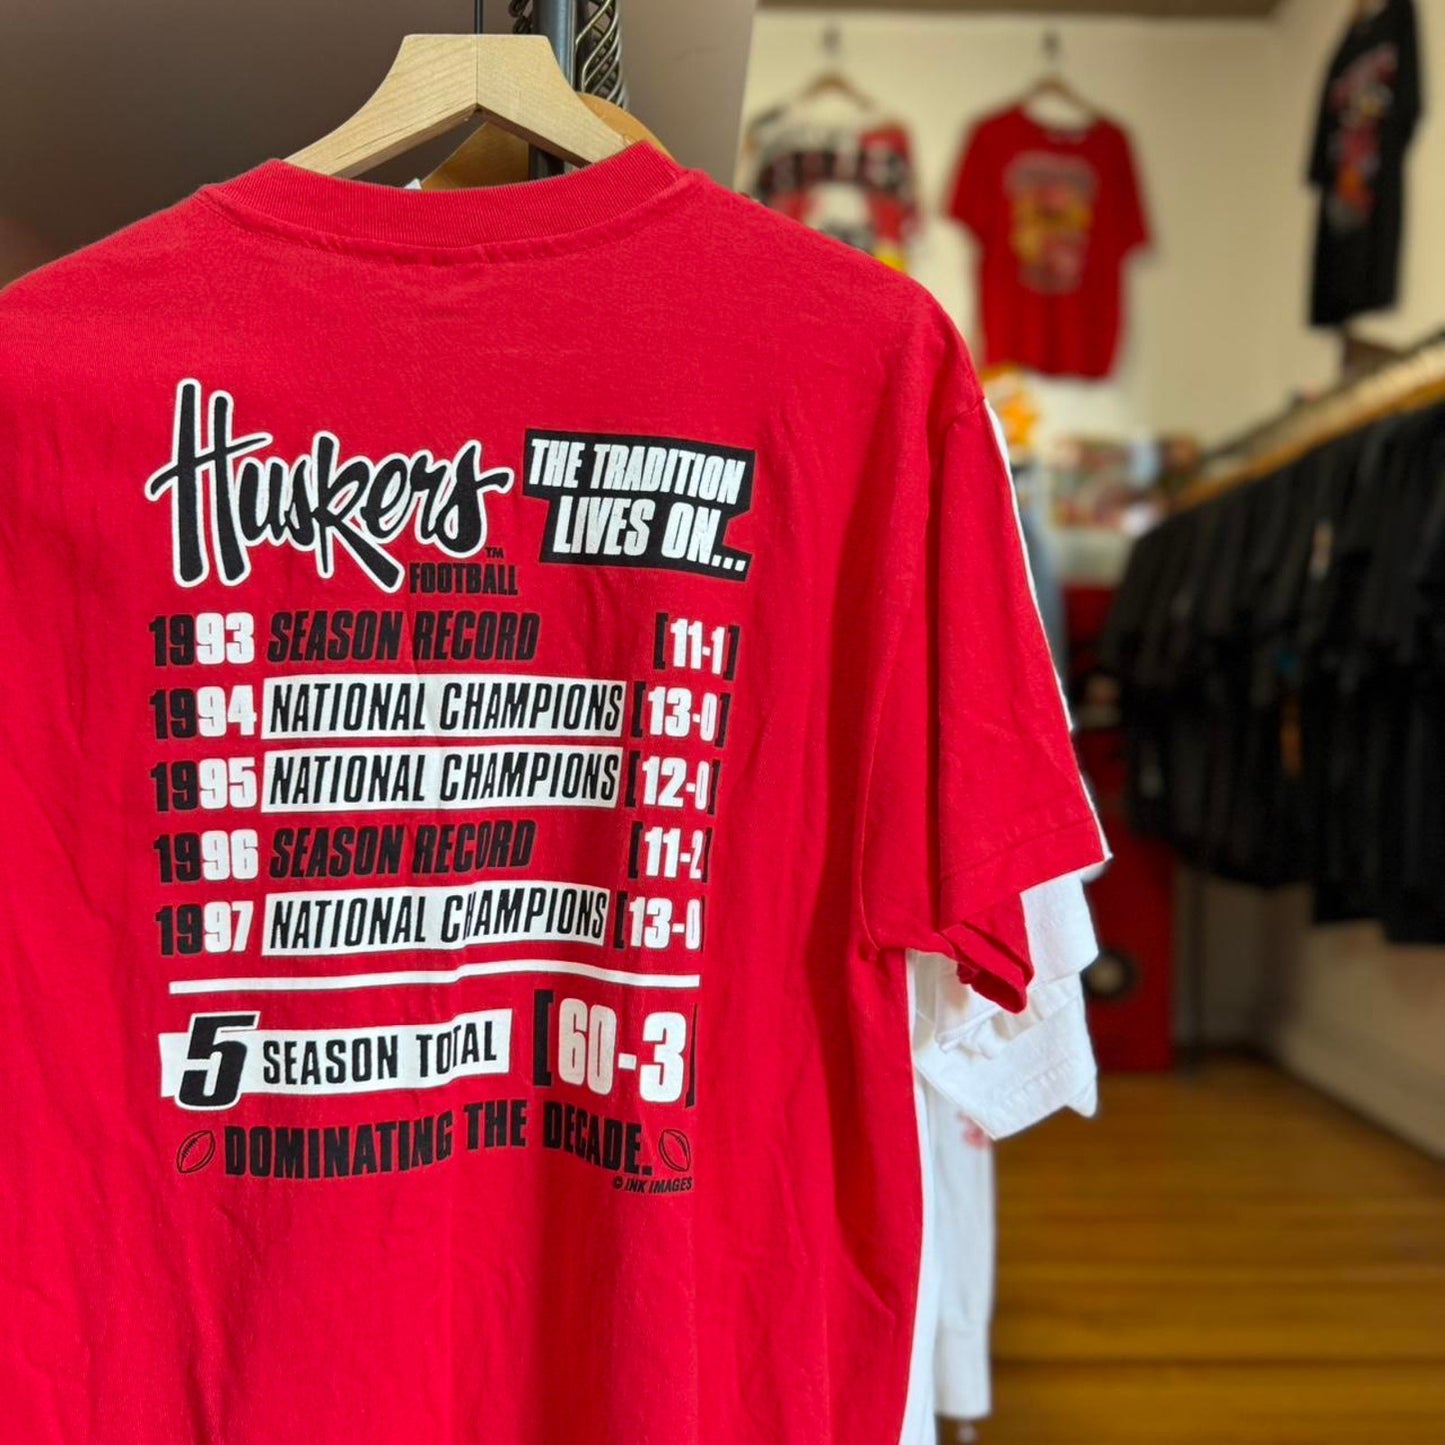 Huskers™
FOOTBALL
THE TRADITION
LIVES ON...
1993 SEASON RECORD [11-1]
1994 NATIONAL CHAMPIONS [13-0]
1995 NATIONAL CHAMPIONS [12-0]
1996 SEASON RECORD [11-2]
1997 NATIONAL CHAMPIONS [13-0]
5 SEASON TOTAL [60-3]
DOMINATING THE DECADE.
© INK IMAGES